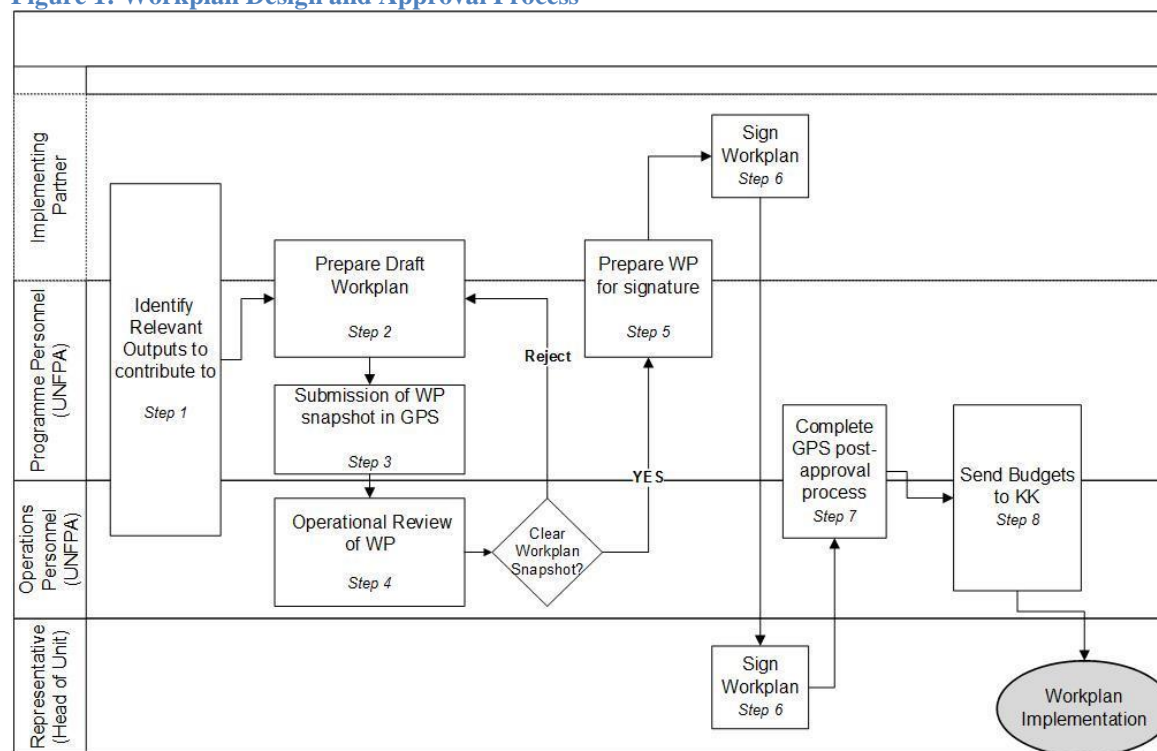 Figure 1: Workplan Design and Approval Process
Implementing
Partner
Programme Personnel
(UNFPA)
Operations
Personnel
(UNFPA)
Representative
(Head of Unit)
Identify
Relevant
Outputs to
contribute to
Step 1
Prepare Draft
Workplan
Step 2
Submission of WP
snapshot in GPS
Step 3
Operational Review
of WP
Step 4
Clear
Workplan
Snapshot?
Reject
YES
Prepare WP
for signature
Step 5
Sign
Workplan
Step 6
Sign
Workplan
Step 6
Complete
GPS post-
approval
process
Step 7
Send Budgets
to KK
Step 8
Workplan
Implementation